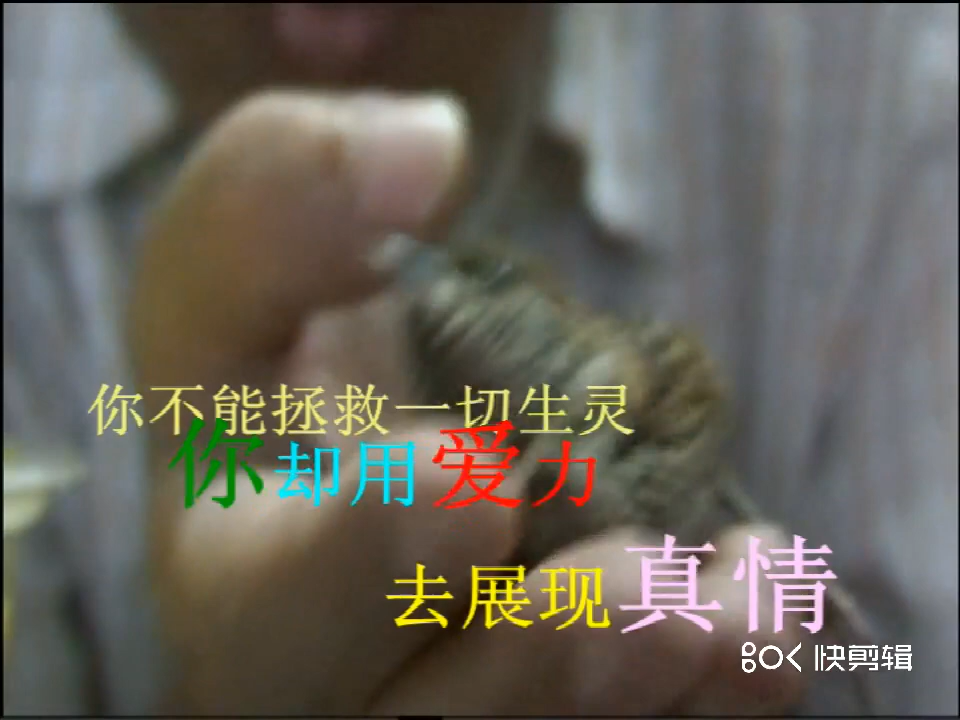 你不能拯救一切生灵
你却用爱力
去展现真情
快剪辑